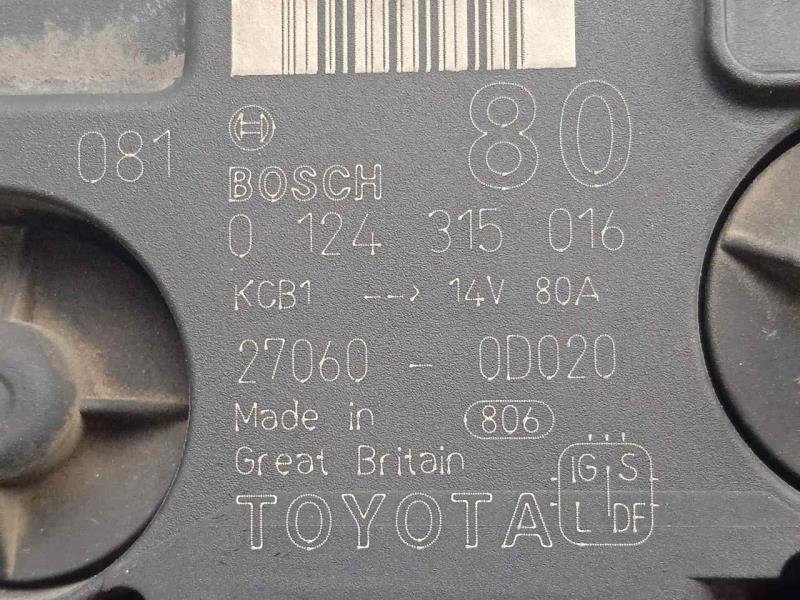 80
081
BOSCH
0 124 315 016
KCB1 --> 14V 80A
27060 - 0D020
Made in 806
Great Britain
IG S
TOYOTA L DF